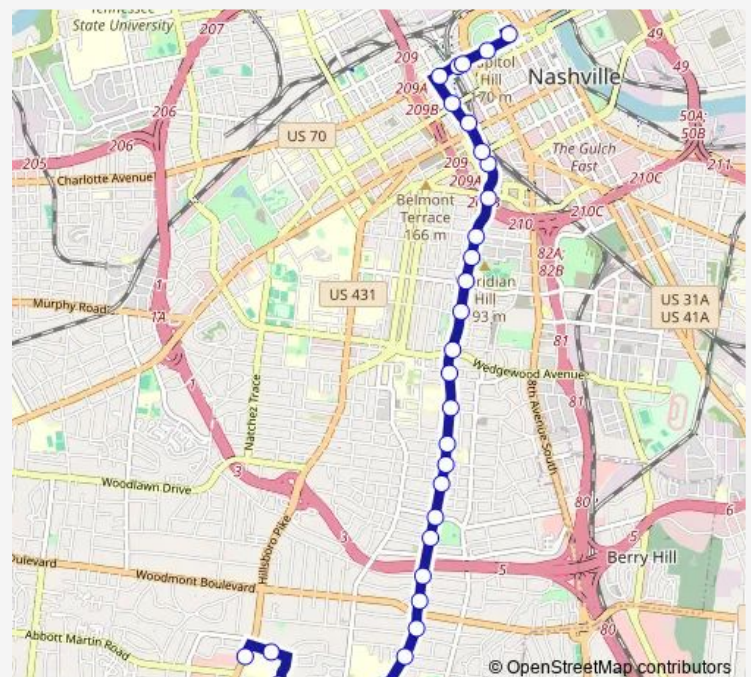 Tennessee
State University
207
49
209
Capitol
Hill
170 m
Nashville
49
209A
209B
206
206
US 70
50A;
50B
205
The Gulch
East
211
Charlotte Avenue
209
209A
210C
Belmont
Terrace
166 m
210C
210
82A;
82B
1
US 431
ridian
Hill
93 m
US 31A
US 41A
Murphy Road
1A
81
1
Wedgewood Avenue
81
Natchez Trace
8th Avenue South
3
Woodlawn Drive
80
6
3
5
Hillsboro Pike
5
Berry Hill
oulevard
Woodmont Boulevard
80
Abbott Martin Road
© OpenStreetMap contributors